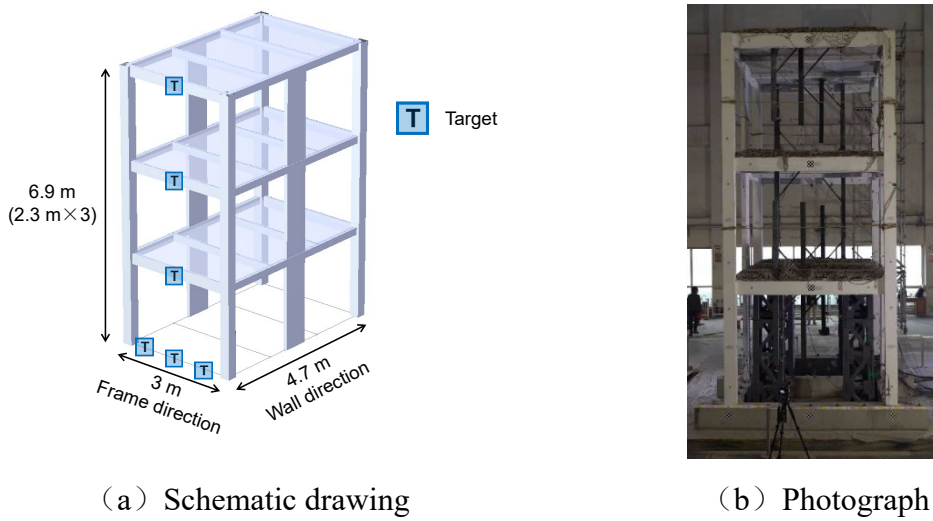 T
T Target
T
6.9 m
(2.3 m×3)
T
T T T
3 m
Frame direction
4.7 m
Wall direction
（a）Schematic drawing
（b）Photograph